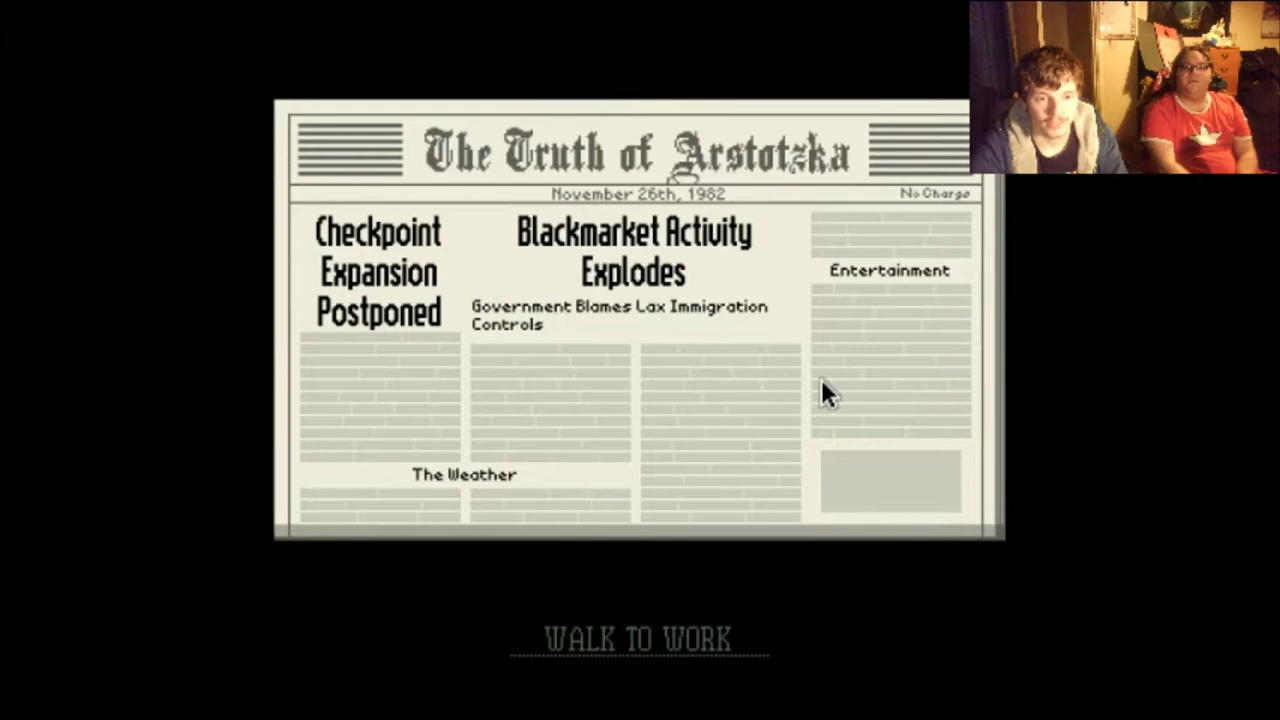 The Truth of Arstotzka
November 26th, 1982
No Charge
Checkpoint
Expansion
Postponed
Blackmarket Activity
Explodes
Government Blames Lax Immigration
Controls
Entertainment
The Weather
WALK TO WORK